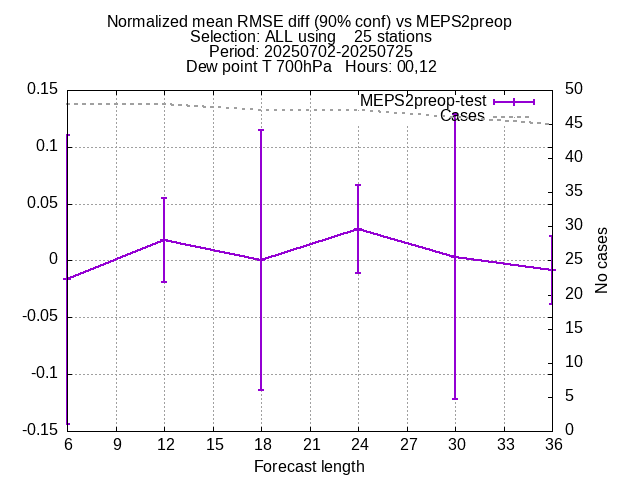 Normalized mean RMSE diff (90% conf) vs MEPS2preop
Selection: ALL using    25 stations
Period: 20250702-20250725
Dew point T 700hPa   Hours: 00,12
MEPS2preop-test
Cases
0.15
0.1
0.05
0
-0.05
-0.1
-0.15
50
45
40
35
30
25
20
15
10
5
0
No cases
6 9 12 15 18 21 24 27 30 33 36
Forecast length